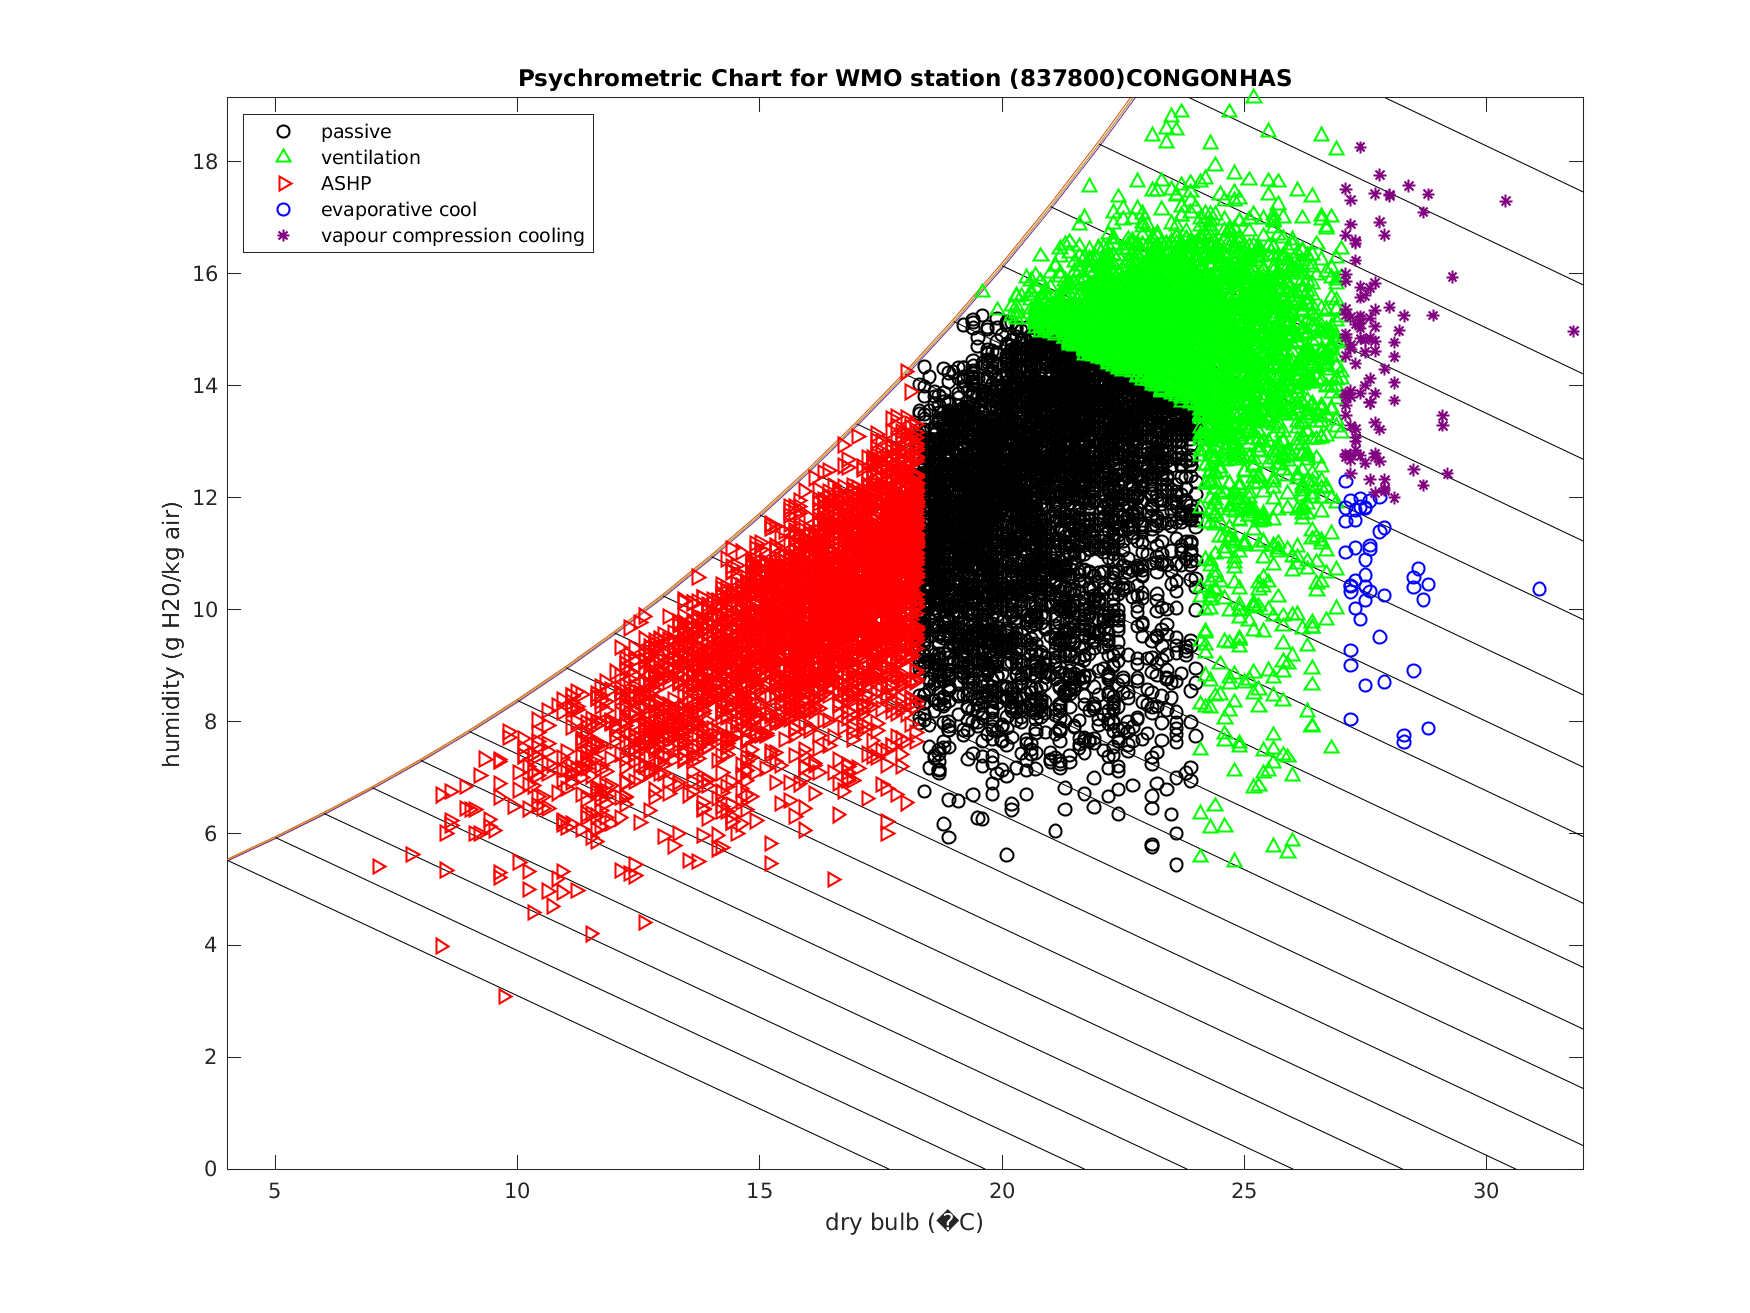 Psychrometric Chart for WMO station (837800)CONGONHAS
passive
ventilation
ASHP
evaporative cool
vapour compression cooling
humidity (g H20/kg air)
18
16
14
12
10
8
6
4
2
0
5 10 15 20 25 30
dry bulb (�C)